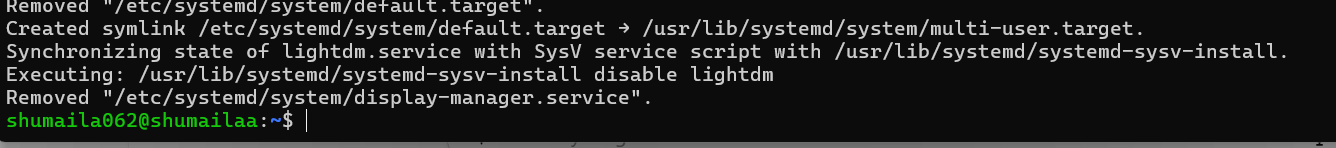 Removed "/etc/systemd/system/default.target".
Created symlink /etc/systemd/system/default.target → /usr/lib/systemd/system/multi-user.target.
Synchronizing state of lightdm.service with SysV service script with /usr/lib/systemd/systemd-sysv-install.
Executing: /usr/lib/systemd/systemd-sysv-install disable lightdm
Removed "/etc/systemd/system/display-manager.service".
shumaila062@shumailaa:~$